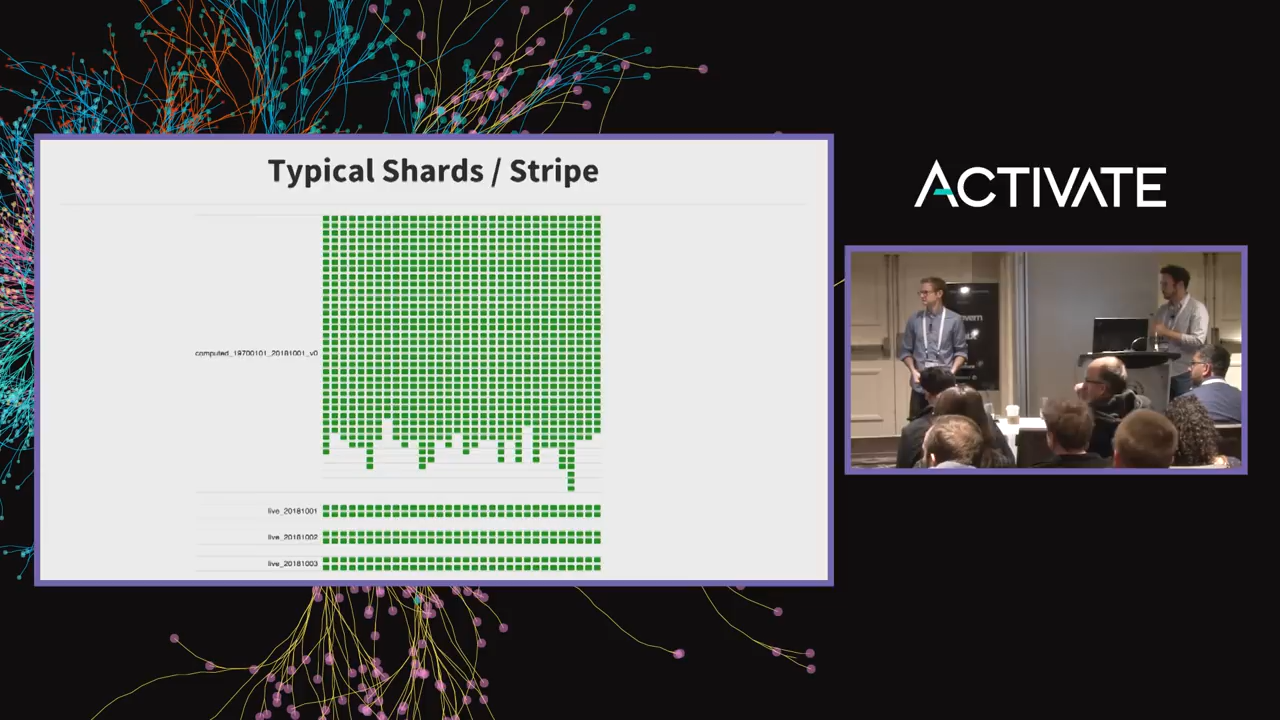 Typical Shards / Stripe
computed_19700101_20181001_v0
live_20181001
live_20181002
live_20181003
ACTIVATE